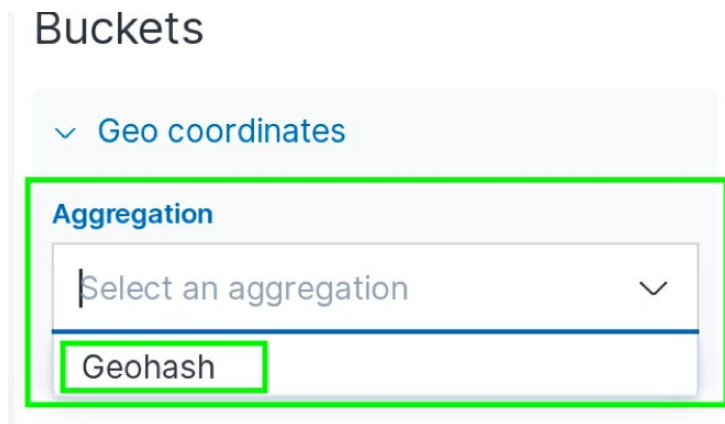 Buckets
Geo coordinates
Aggregation
Select an aggregation
Geohash